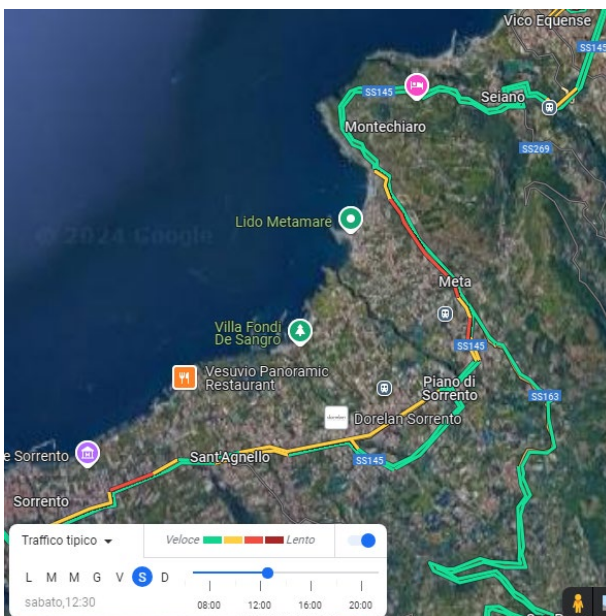 Vico Equense
SS145
SS145
Seiano
Montechiaro
SS269
Lido Metamare
© 2024 Google
Meta
Villa Fondi
De Sangro
SS145
Vesuvio Panoramic
Restaurant
Piano di
Sorrento
SS163
Dorelan Sorrento
e Sorrento
Sant'Agnello
SS145
Sorrento
Traffico tipico
Veloce
Lento
L M M G V S D
08:00 12:00 16:00 20:00
sabato,12:30